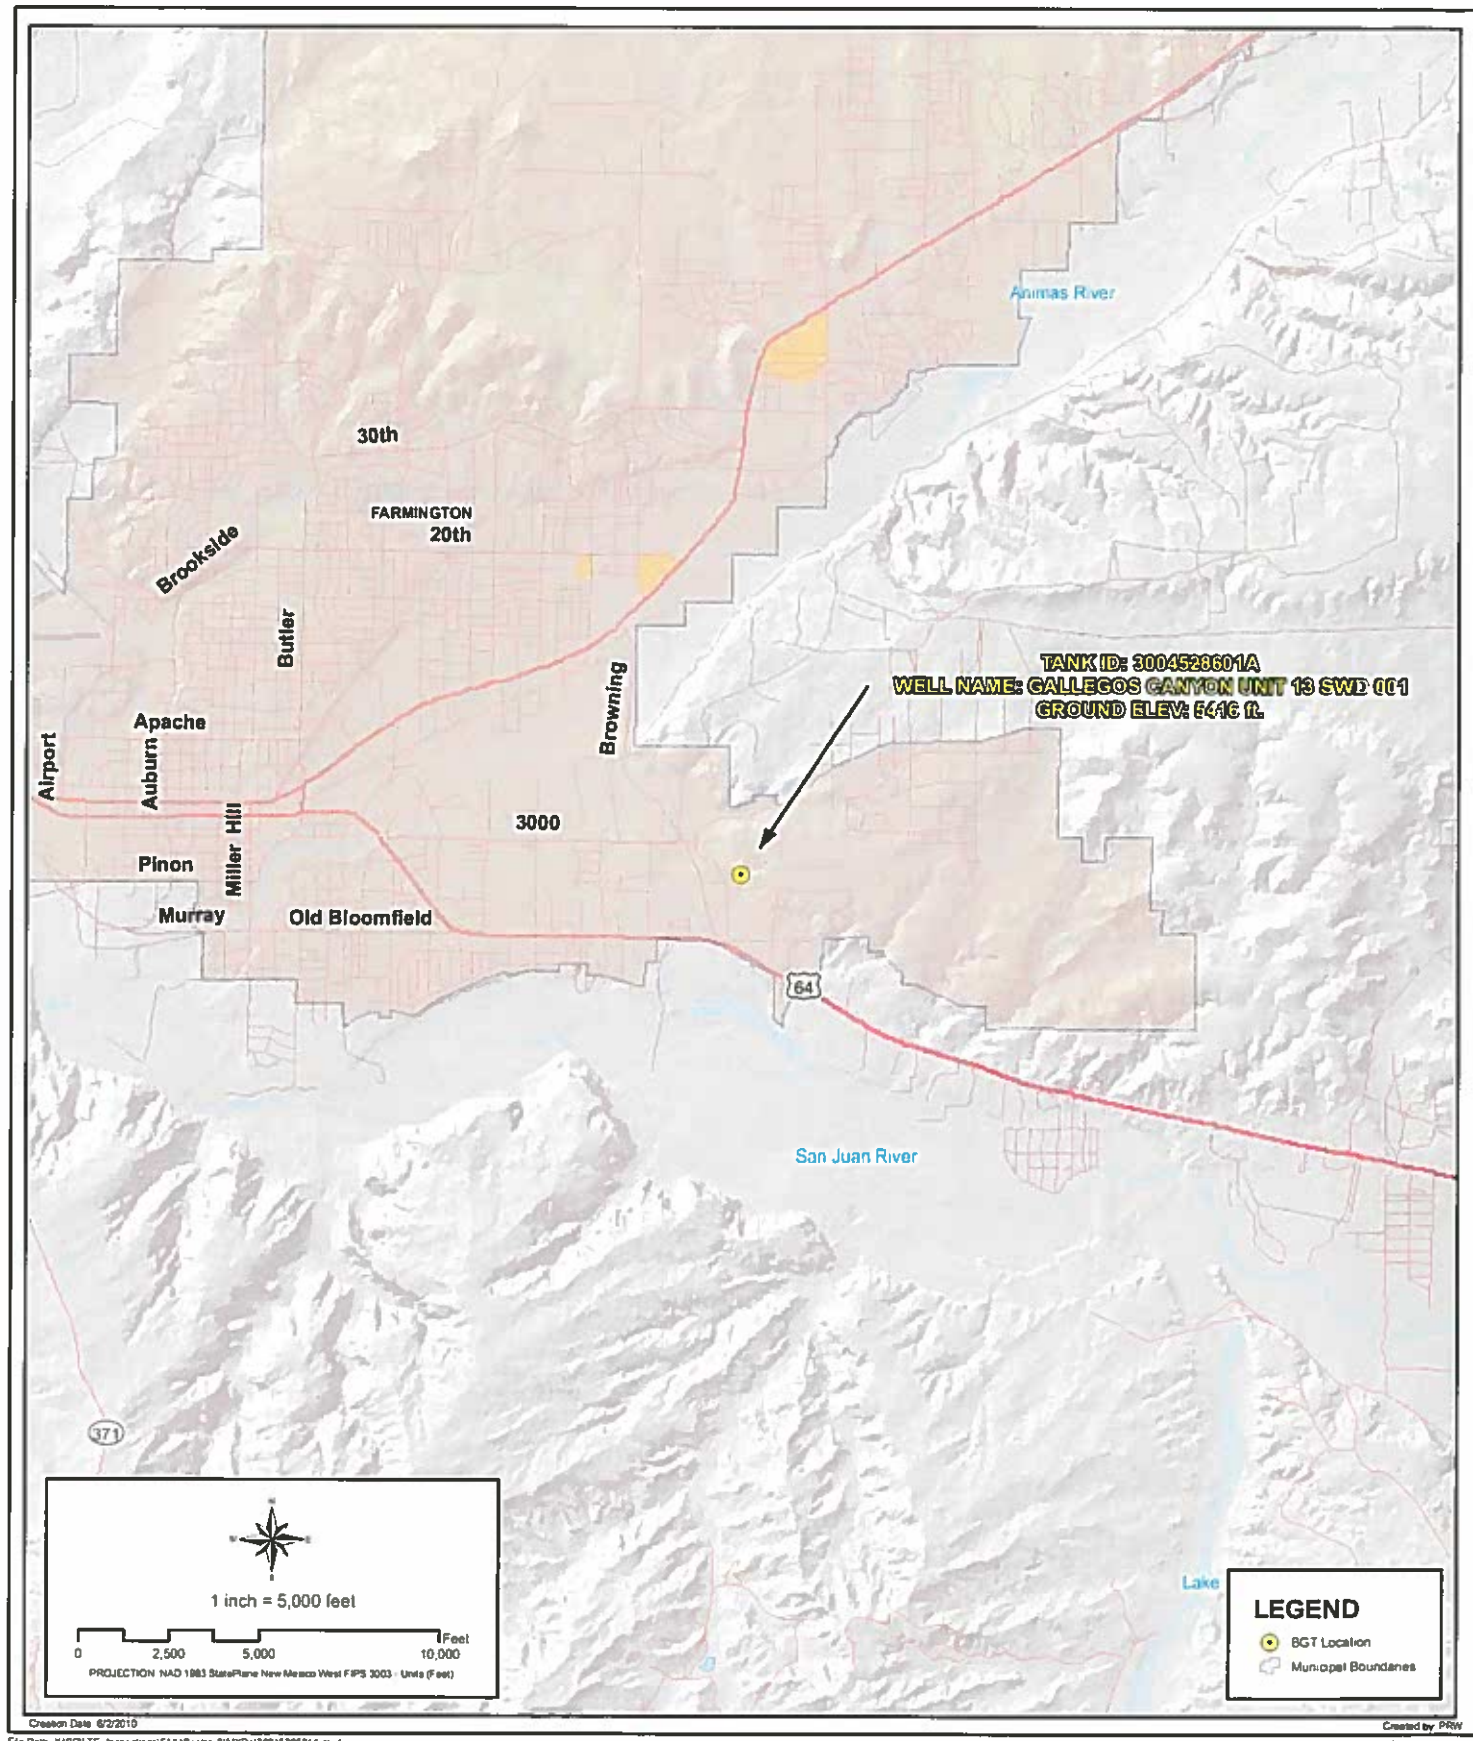 Animas River
30th
FARMINGTON
20th
Brookside
Butler
TANK ID: 3004528601A
WELL NAME: GALLEGOS CANYON UNIT 13 SWD 001
GROUND ELEV: 5416 ft.
Browning
Apache
Airport
Auburn
Miller Hill
3000
Pinon
Murray
Old Bloomfield
64
San Juan River
371
N
W E
S
1 inch = 5,000 feet
Feet
0 2,500 5,000 10,000
PROJECTION NAD 1983 StatePlane New Mexico West FIPS 3003 - Units (Feet)
Lake
LEGEND
BGT Location
Municipal Boundaries
Creation Date 6/2/2010
Created by PRW